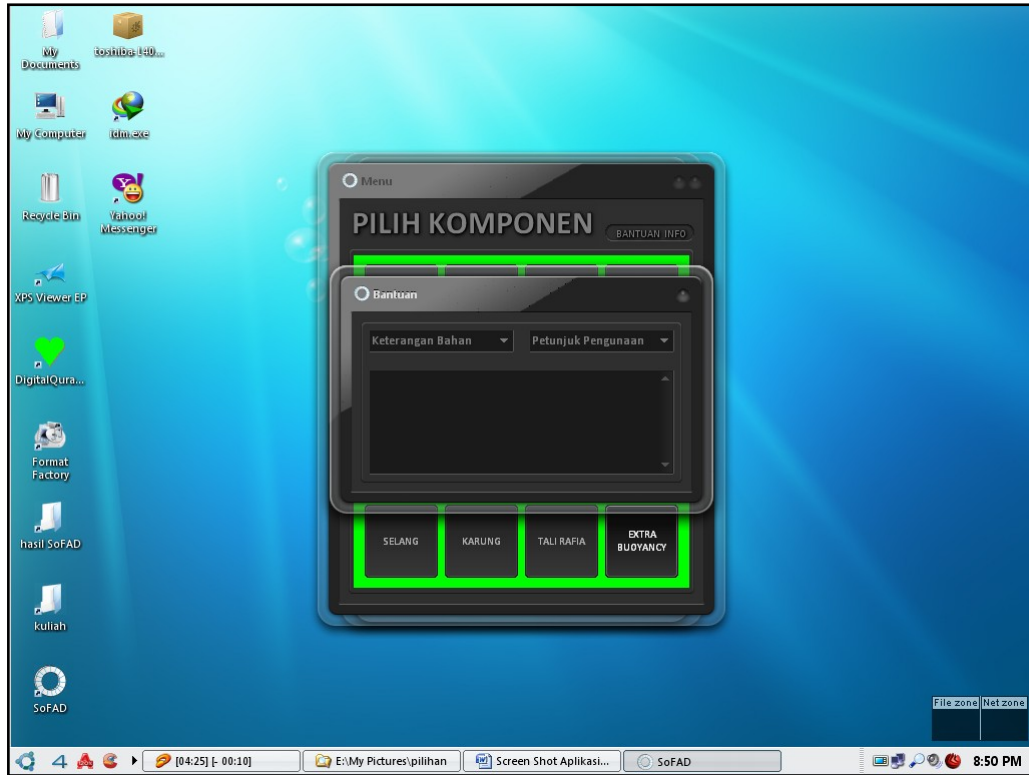 My
Documents
toshiba-140...
My Computer
idm.exe
Recycle Bin
Yahoo!
Messenger
XPS Viewer EP
DigitalQura...
Format
Factory
hasil SoFAD
kuliah
SoFAD
Menu
PILIH KOMPONEN
BANTUAN INFO
Bantuan
Keterangan Bahan
Petunjuk Pengunaan
SELANG
KARUNG
TALI RAFIA
EXTRA
BUOYANCY
File zone
Net zone
4
[04:25] [- 00:10]
E:\My Pictures\pilihan
Screen Shot Aplikasi...
SoFAD
8:50 PM